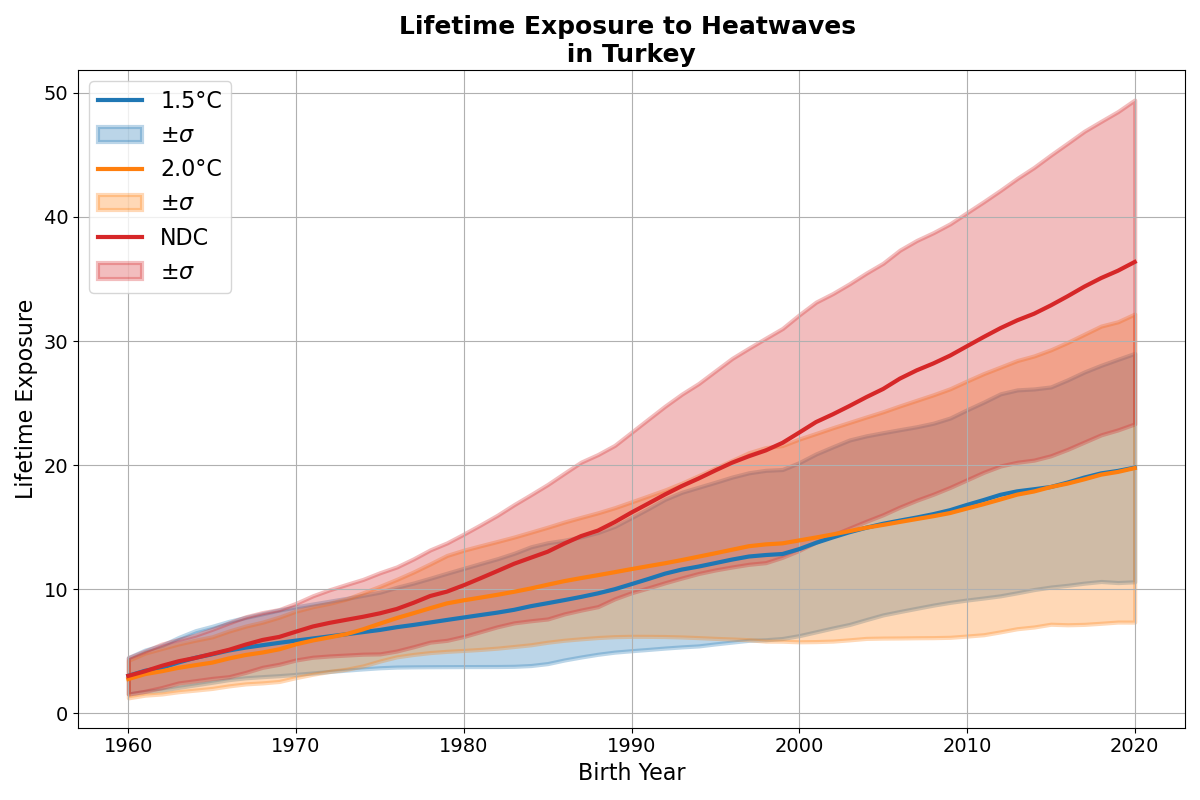 Lifetime Exposure to Heatwaves
in Turkey
1.5°C
±σ
2.0°C
±σ
NDC
±σ
Lifetime Exposure
50
40
30
20
10
0
1960 1970 1980 1990 2000 2010 2020
Birth Year